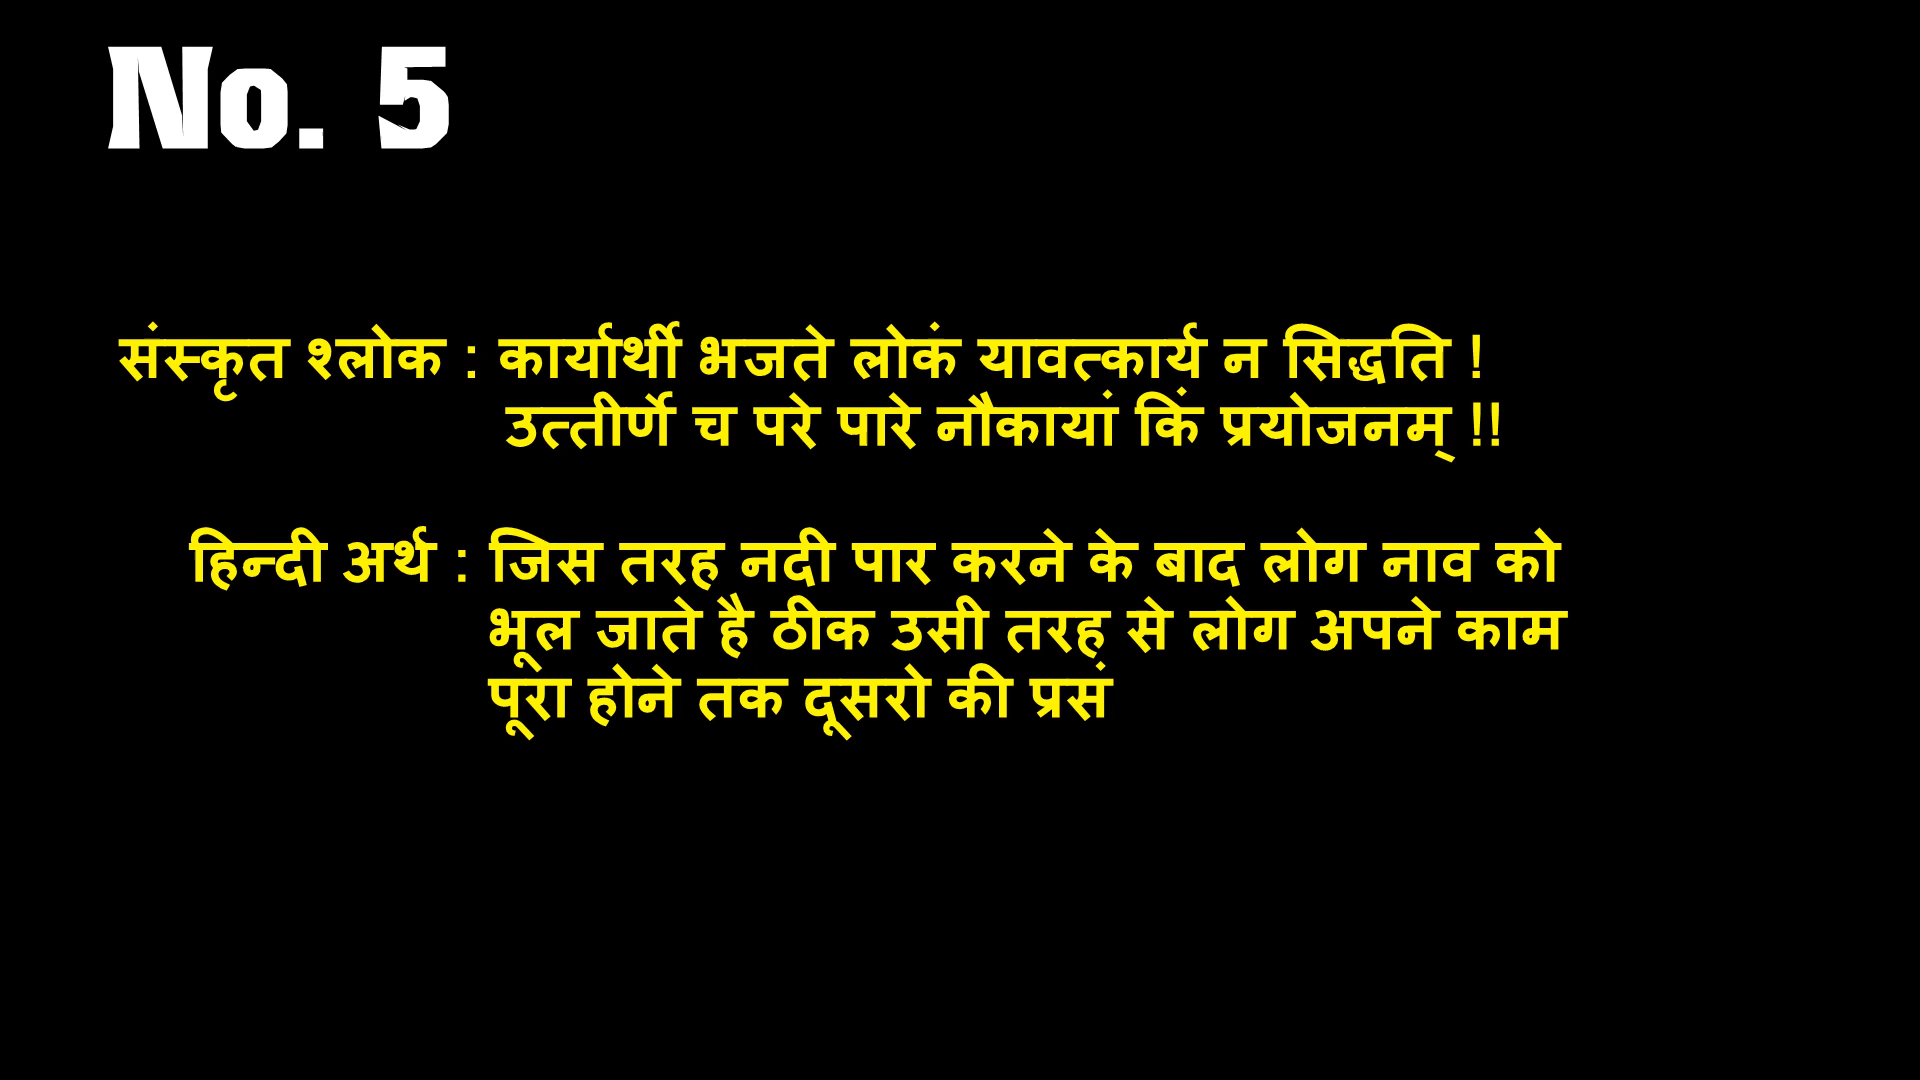 No. 5
संस्कृत श्लोक : कार्यार्थी भजते लोकं यावत्कार्य न सिद्धति !
उत्तीर्णे च परे पारे नौकायां किं प्रयोजनम् !!
हिन्दी अर्थ : जिस तरह नदी पार करने के बाद लोग नाव को
भूल जाते है ठीक उसी तरह से लोग अपने काम
पूरा होने तक दूसरो की प्रसं